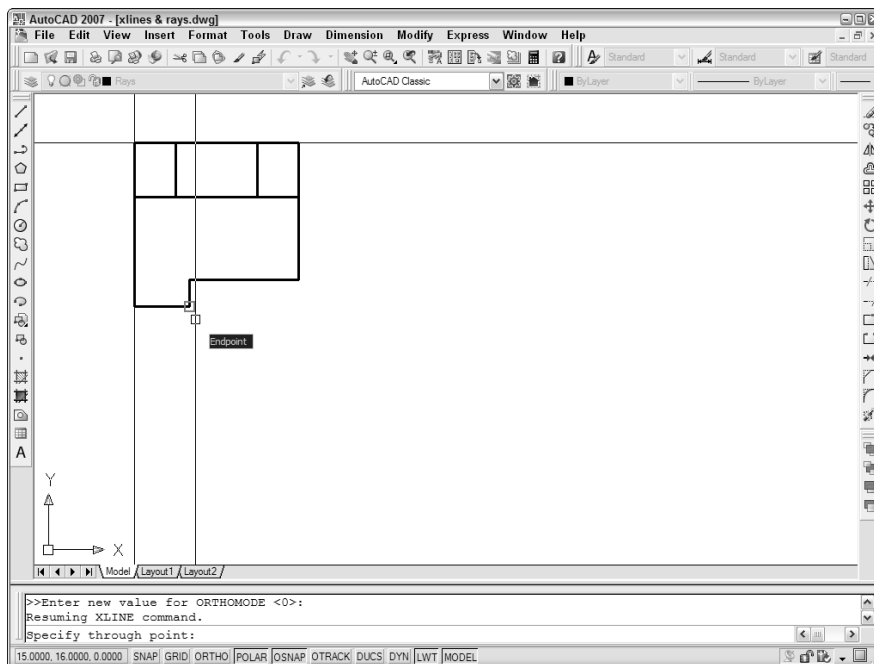 AutoCAD 2007 - [xlines & rays.dwg]
File Edit View Insert Format Tools Draw Dimension Modify Express Window Help
Standard Standard Standard
Rays AutoCAD Classic ByLayer ByLayer
Endpoint
Y
X
A
Model Layout1 Layout2
>>Enter new value for ORTHOMODE <0>:
Resuming XLINE command.
Specify through point:
15.0000, 16.0000, 0.0000 SNAP GRID ORTHO POLAR OSNAP OTRACK DUCS DYN LWT MODEL